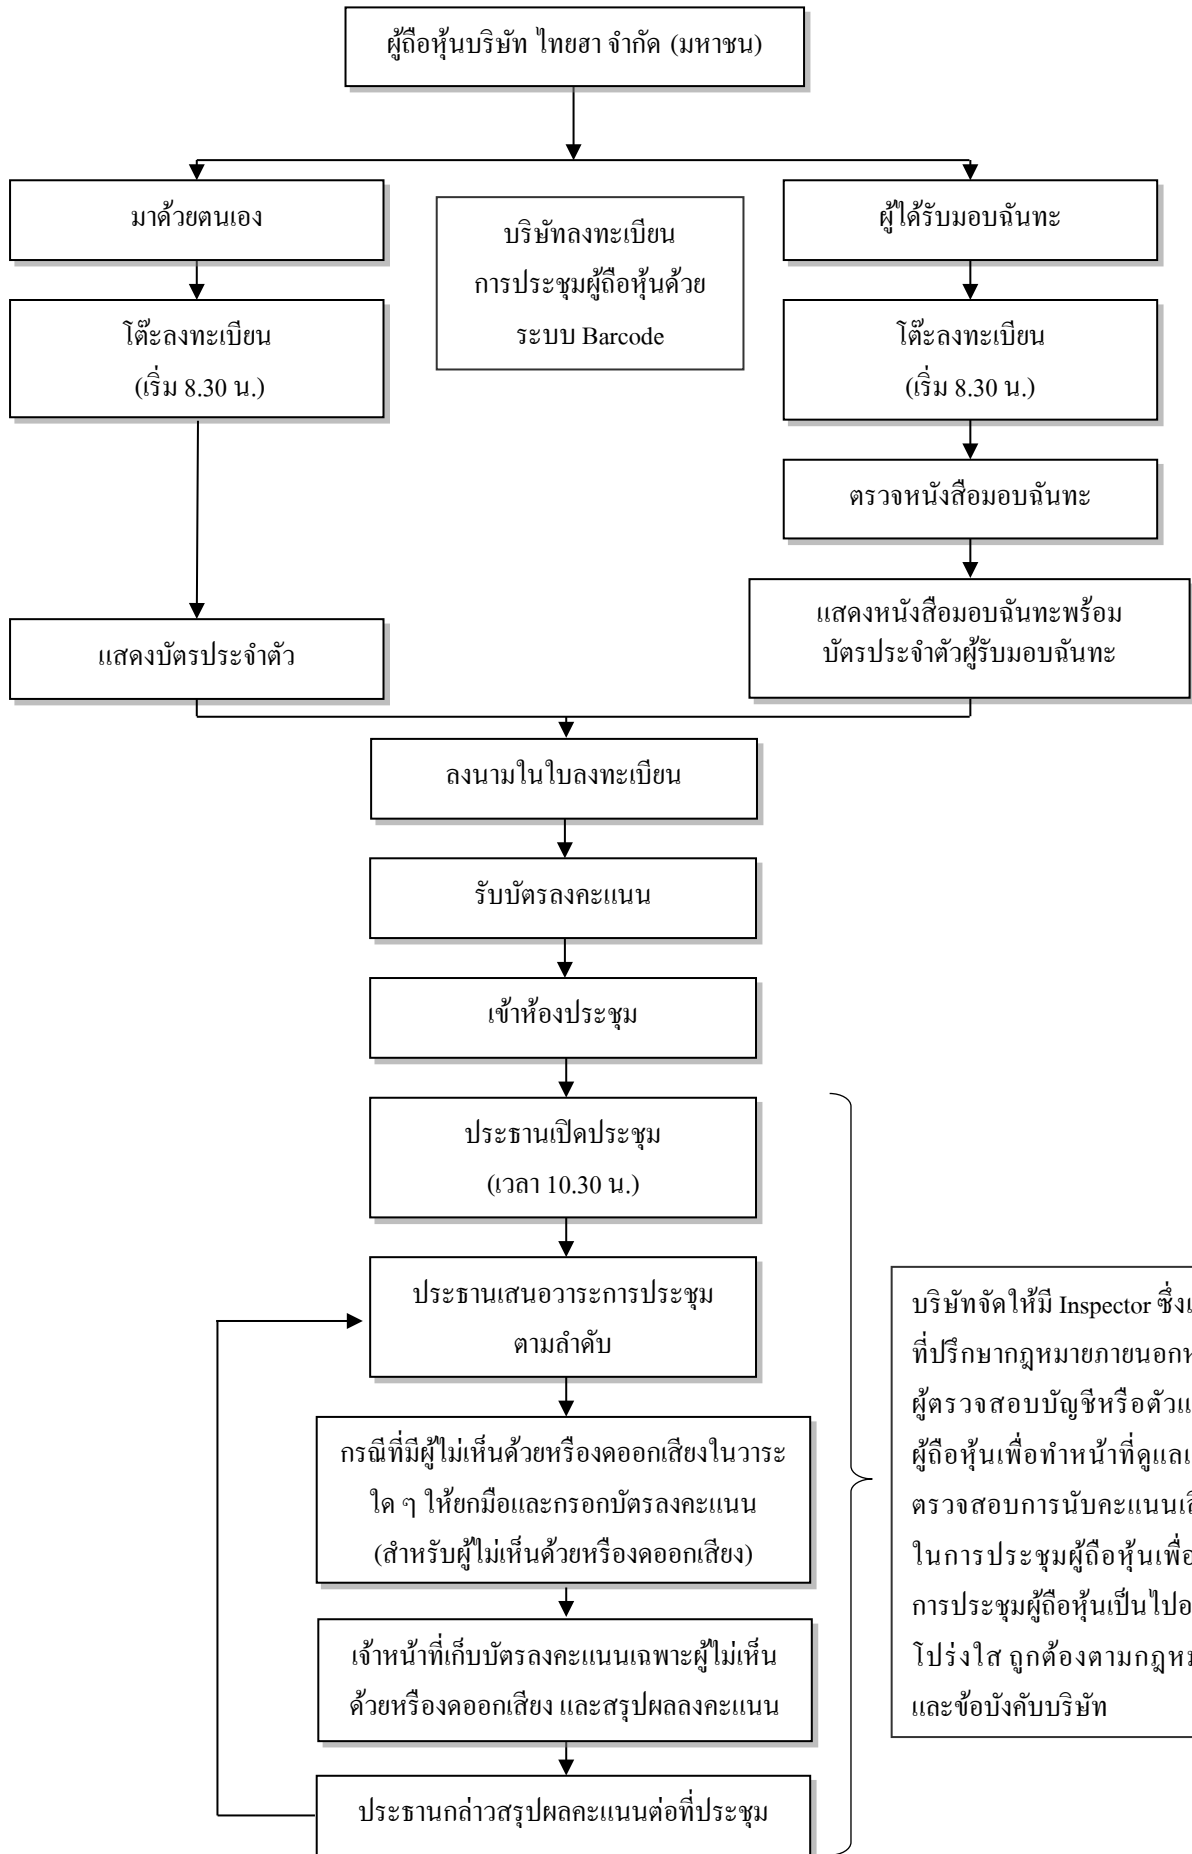 ผู้ถือหุ้นบริษัท ไทยฮา จำกัด (มหาชน)
มาด้วยตนเอง
บริษัทลงทะเบียน
การประชุมผู้ถือหุ้นด้วย
ระบบ Barcode
ผู้ได้รับมอบฉันทะ
โต๊ะลงทะเบียน
(เริ่ม 8.30 น.)
โต๊ะลงทะเบียน
(เริ่ม 8.30 น.)
ตรวจหนังสือมอบฉันทะ
แสดงบัตรประจำตัว
แสดงหนังสือมอบฉันทะพร้อม
บัตรประจำตัวผู้รับมอบฉันทะ
ลงนามในใบลงทะเบียน
รับบัตรลงคะแนน
เข้าห้องประชุม
ประธานเปิดประชุม
(เวลา 10.30 น.)
ประธานเสนอวาระการประชุม
ตามลำดับ
กรณีที่มีผู้ไม่เห็นด้วยหรืองดออกเสียงในวาระ
ใด ๆ ให้ยกมือและกรอกบัตรลงคะแนน
(สำหรับผู้ไม่เห็นด้วยหรืองดออกเสียง)
เจ้าหน้าที่เก็บบัตรลงคะแนนเฉพาะผู้ไม่เห็น
ด้วยหรืองดออกเสียง และสรุปผลลงคะแนน
ประธานกล่าวสรุปผลคะแนนต่อที่ประชุม
บริษัทจัดให้มี Inspector ซึ่ง
ที่ปรึกษากฎหมายภายนอก
ผู้ตรวจสอบบัญชีหรือ
ผู้ถือหุ้นเพื่อทำหน้าที่ดูแล
ตรวจสอบการนับคะแนน
ในการประชุมผู้ถือหุ้นเพื่อ
การประชุมผู้ถือหุ้นเป็นไป
โปร่งใส ถูกต้องตาม
และข้อบังคับบริษัท